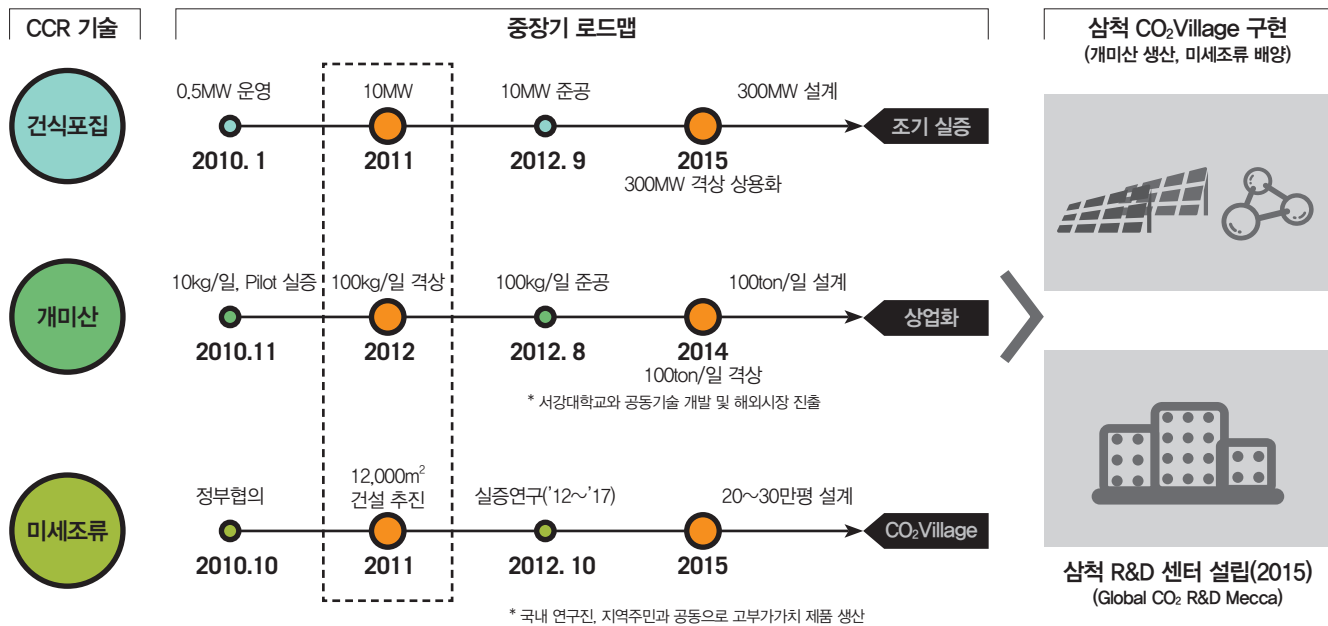 CCR 기술
중장기 로드맵
삼척 CO₂Village 구현
(개미산 생산, 미세조류 배양)
건식포집
0.5MW 운영
10MW
10MW 준공
300MW 설계
2010. 1
2011
2012. 9
2015
300MW 격상 상용화
조기 실증
개미산
10kg/일, Pilot 실증
100kg/일 격상
100kg/일 준공
100ton/일 설계
2010.11
2012
2012. 8
2014
100ton/일 격상
상업화
* 서강대학교와 공동기술 개발 및 해외시장 진출
미세조류
정부협의
12,000m²
건설 추진
실증연구('12~'17)
20~30만평 설계
2010.10
2011
2012. 10
2015
CO₂Village
* 국내 연구진, 지역주민과 공동으로 고부가가치 제품 생산
삼척 R&D 센터 설립(2015)
(Global CO₂ R&D Mecca)